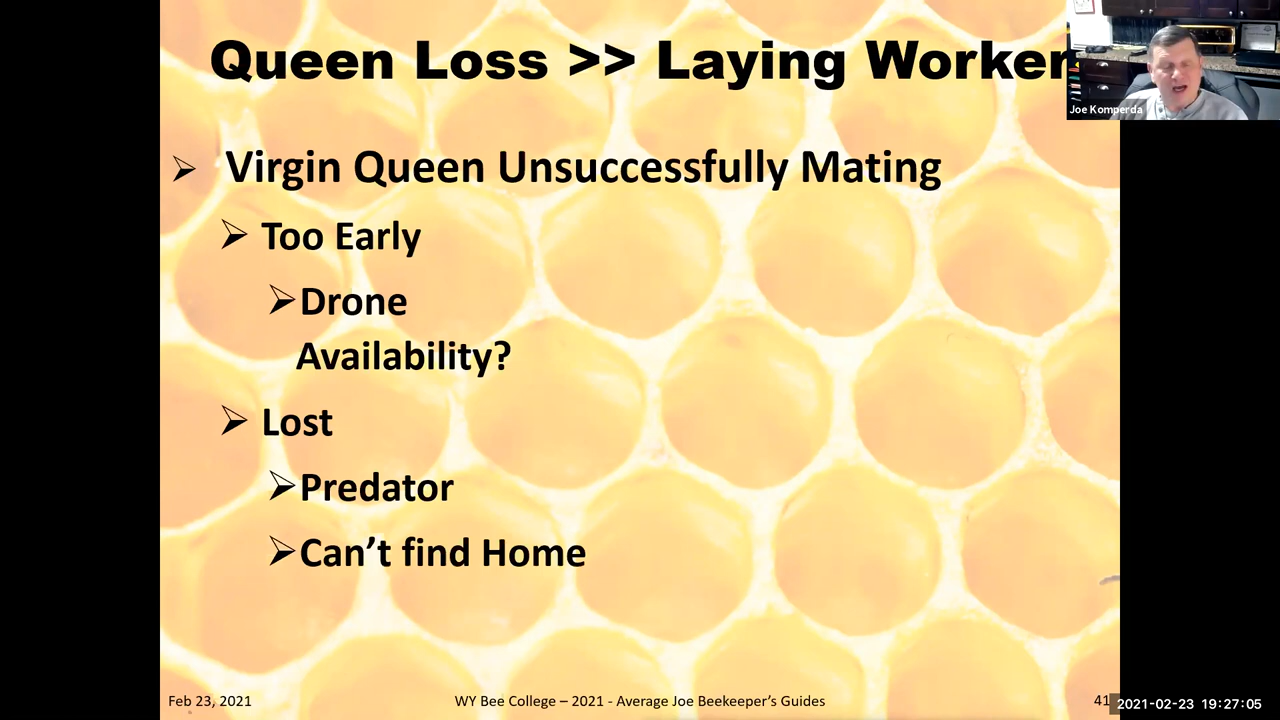 Queen Loss >> Laying Worker
Joe Komperda
➢ Virgin Queen Unsuccessfully Mating
➢ Too Early
➢Drone
Availability?
➢ Lost
➢Predator
➢Can’t find Home
Feb 23, 2021
WY Bee College – 2021 - Average Joe Beekeeper’s Guides
41
2021-02-23 19:27:05